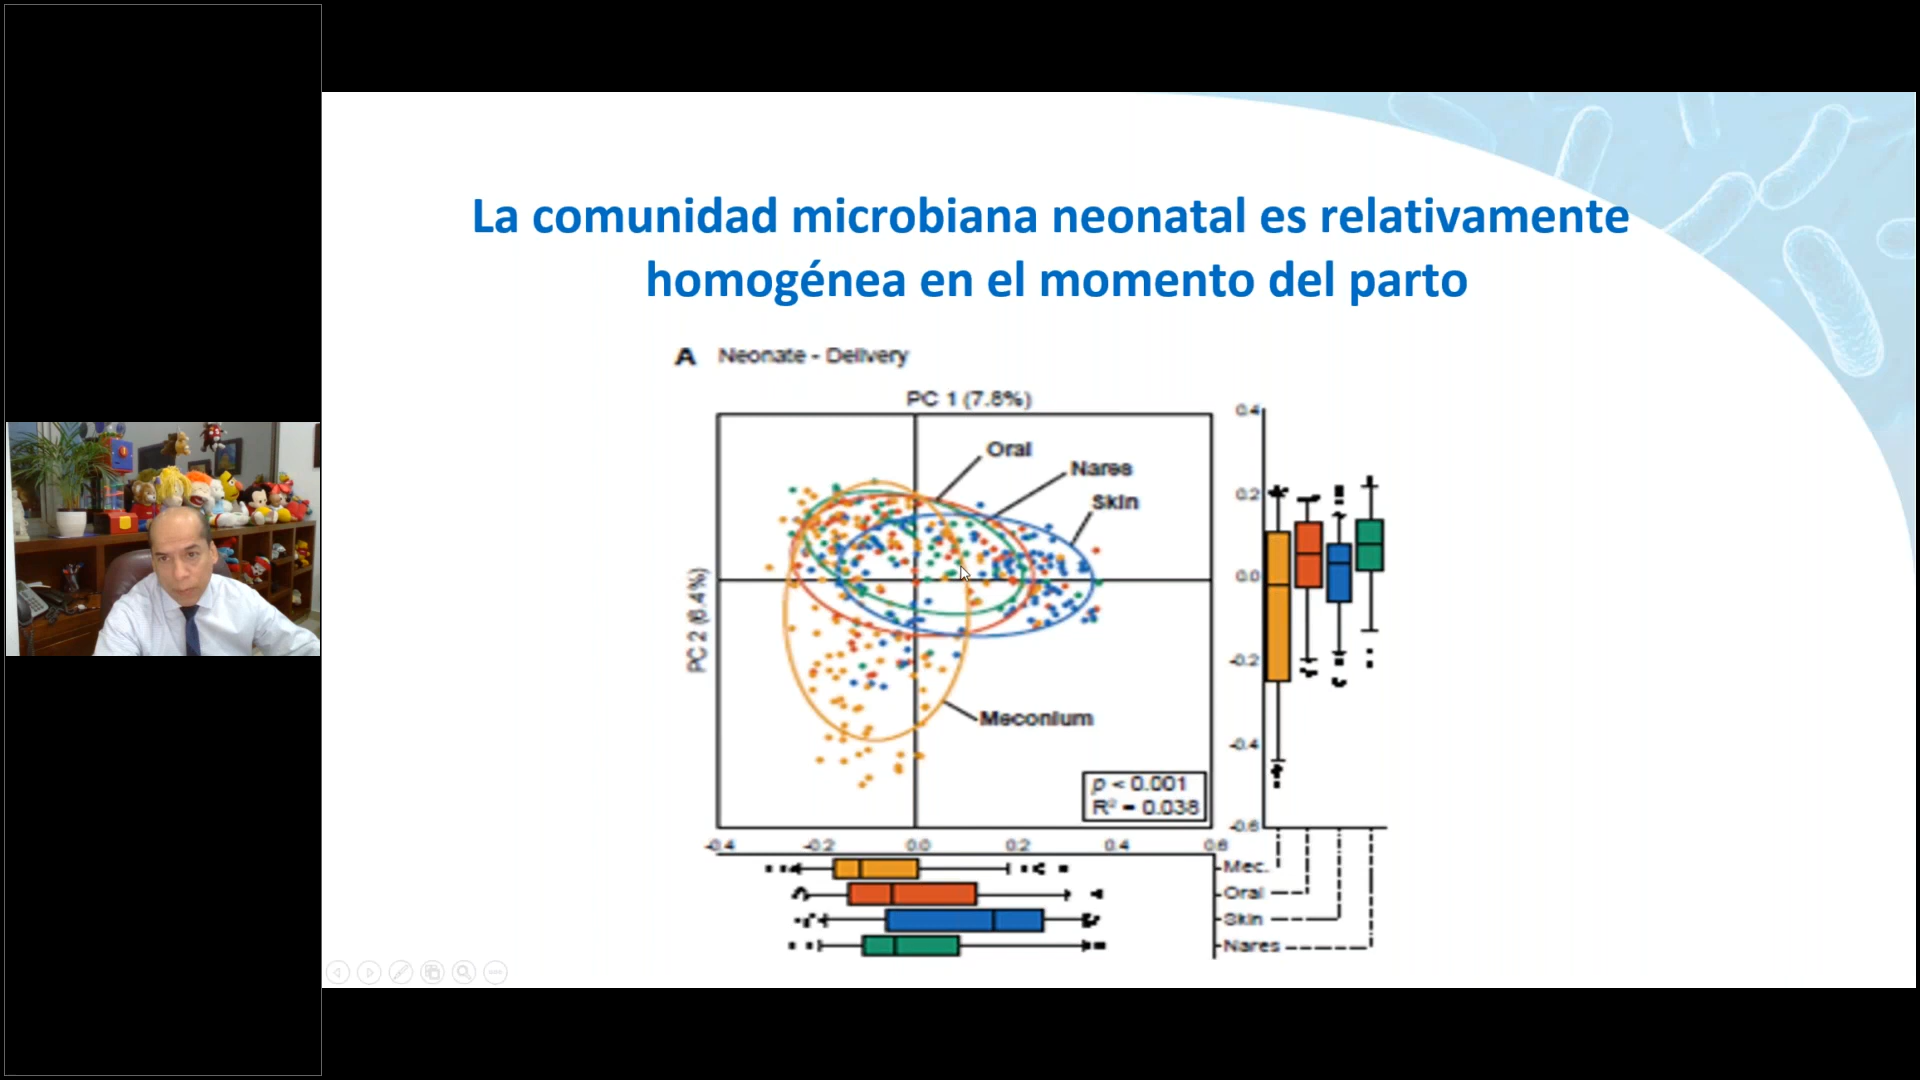 La comunidad microbiana neonatal es relativamente
homogénea en el momento del parto
A Neonate - Delivery
PC 1 (7.8%)
Oral
Nares
Skin
PC 2 (6.4%)
Meconium
p < 0.001
R² = 0.038
-0.4 -0.2 0.0 0.2 0.4 0.6
0.4
0.2
0.0
-0.2
-0.4
-0.6
Mec.
Oral
Skin
Nares